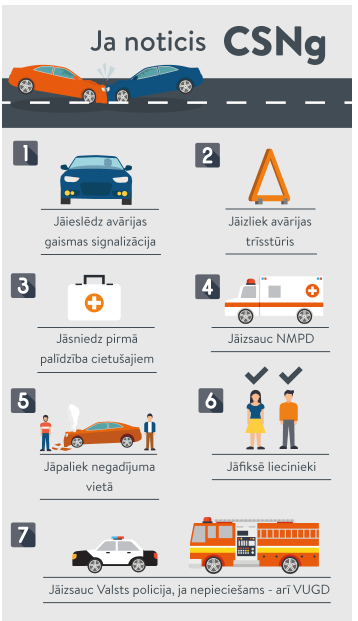 Ja noticis CSNg
1
Jāieslēdz avārijas
gaismas signalizācija
2
Jāizliek avārijas
trīsstūris
3
Jāsniedz pirmā
palīdzība cietušajiem
4
Jāizsauc NMPD
5
Jāpaliek negadījuma
vietā
6
Jāfiksē liecinieki
7
Jāizsauc Valsts policija, ja nepieciešams - arī VUGD